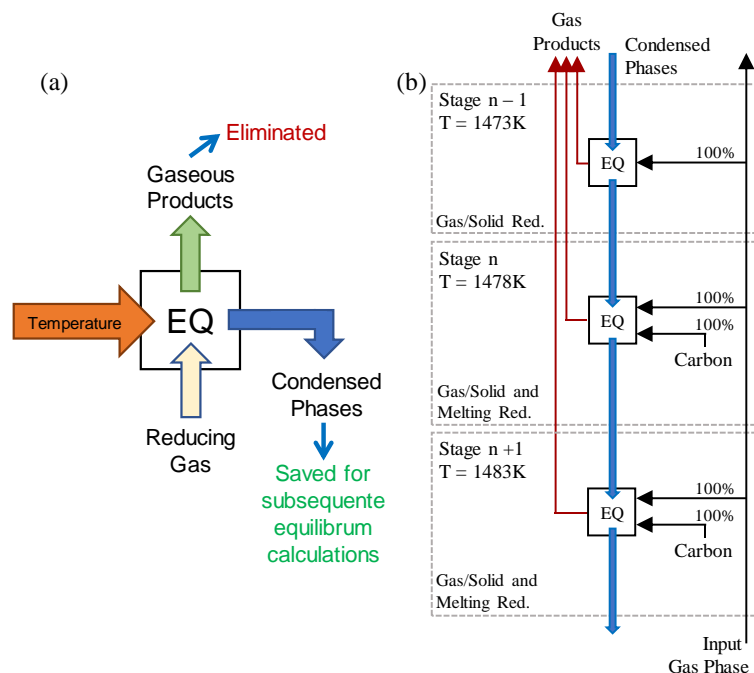 (a)
Eliminated
Gaseous
Products
Temperature
EQ
Reducing
Gas
Condensed
Phases
Saved for
subsequente
equilibrum
calculations
(b)
Gas
Products
Condensed
Phases
Stage n – 1
T = 1473K
EQ
100%
Gas/Solid Red.
Stage n
T = 1478K
EQ
100%
100%
Carbon
Gas/Solid and
Melting Red.
Stage n +1
T = 1483K
EQ
100%
100%
Carbon
Gas/Solid and
Melting Red.
Input
Gas Phase